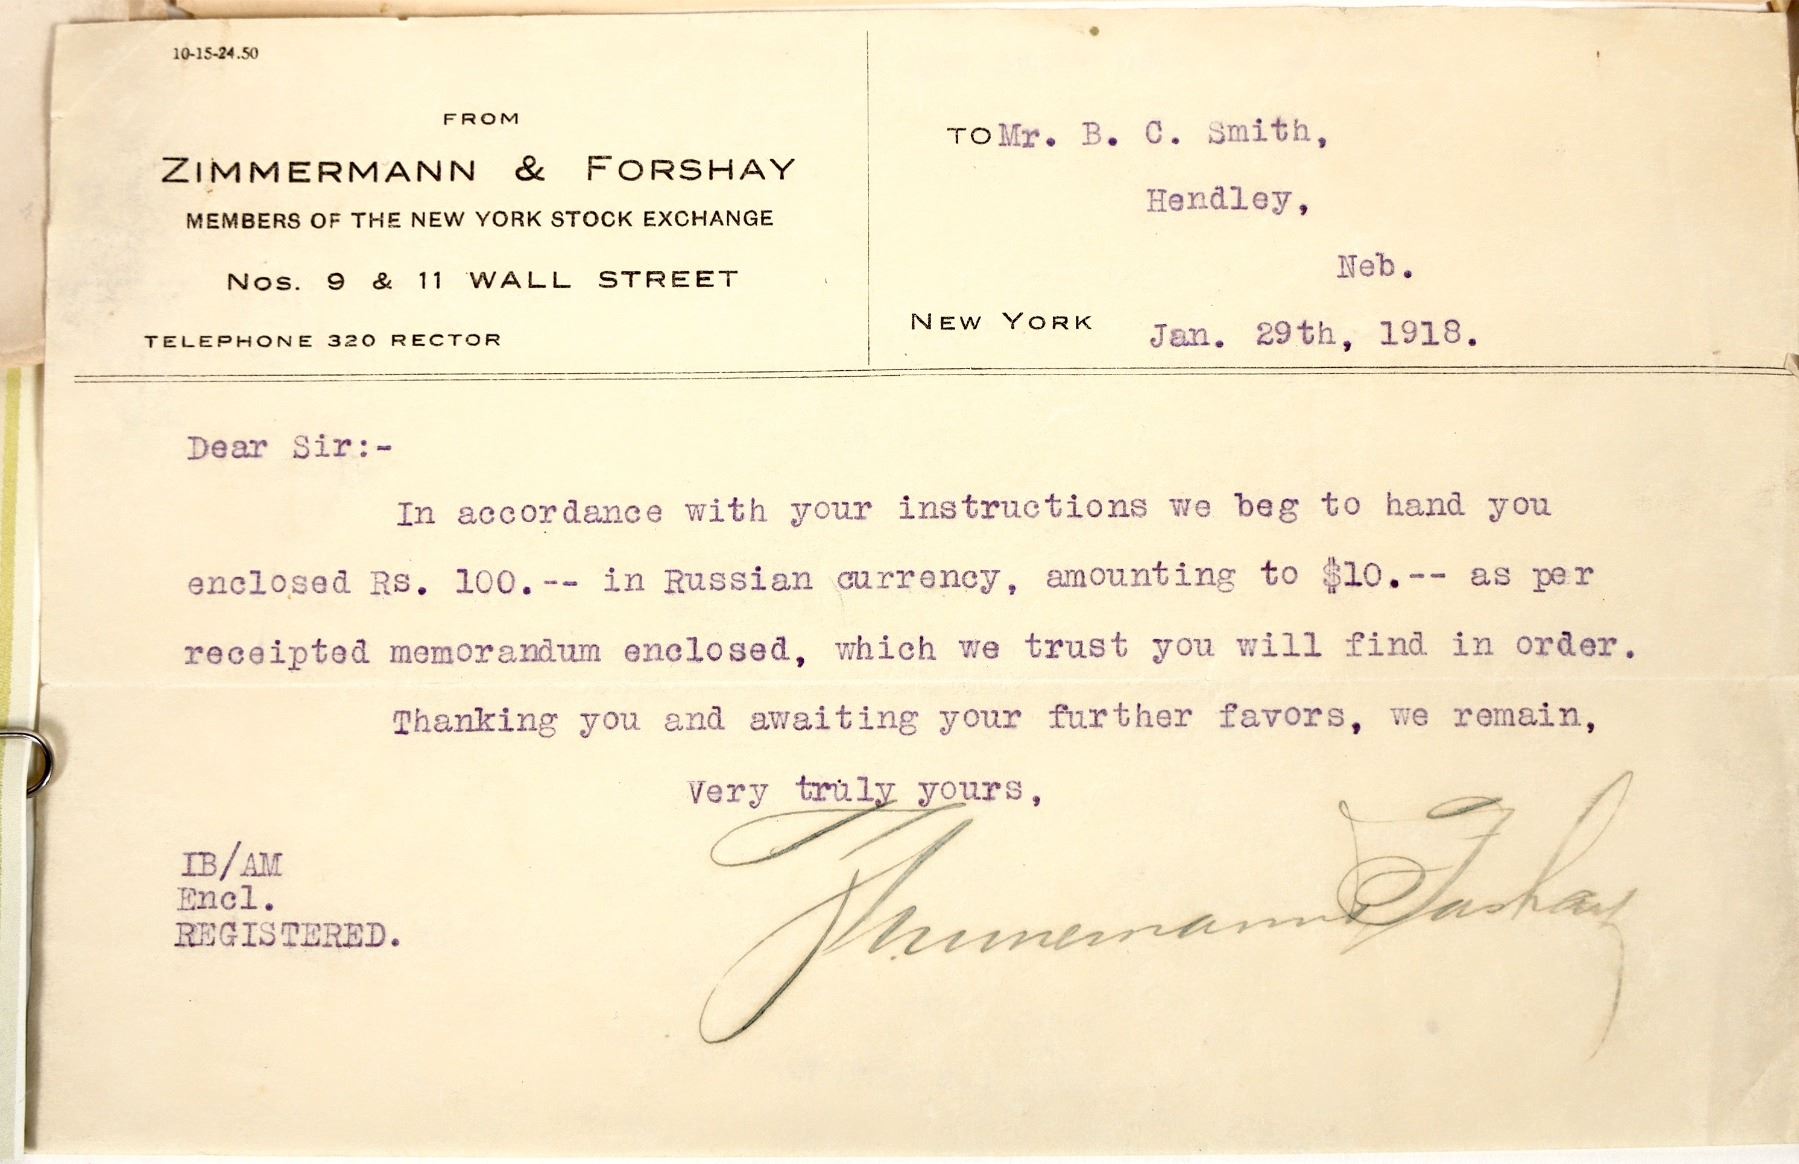 10-15-24.50
FROM
ZIMMERMANN & FORSHAY
MEMBERS OF THE NEW YORK STOCK EXCHANGE
Nos. 9 & 11 WALL STREET
TELEPHONE 320 RECTOR
TO Mr. B. C. Smith,
Hendley,
Neb.
NEW YORK Jan. 29th, 1918.
Dear Sir:-
In accordance with your instructions we beg to hand you
enclosed Rs. 100.-- in Russian currency, amounting to $10.-- as per
receipted memorandum enclosed, which we trust you will find in order.
Thanking you and awaiting your further favors, we remain,
Very truly yours,
Zimmermann & Forshay
IB/AM
Encl.
REGISTERED.